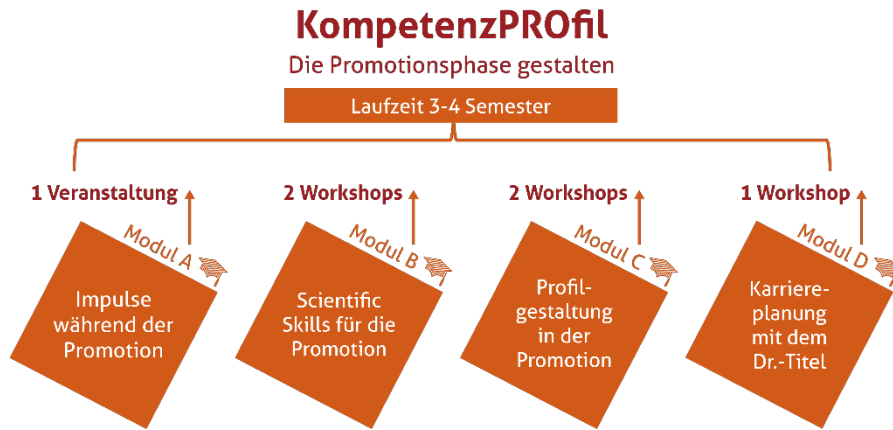 KompetenzPROfil
Die Promotionsphase gestalten
Laufzeit 3-4 Semester
1 Veranstaltung
Modul A
Impulse
während der
Promotion
2 Workshops
Modul B
Scientific
Skills für die
Promotion
2 Workshops
Modul C
Profil-
gestaltung
in der
Promotion
1 Workshop
Modul D
Karriere-
planung
mit dem
Dr.-Titel